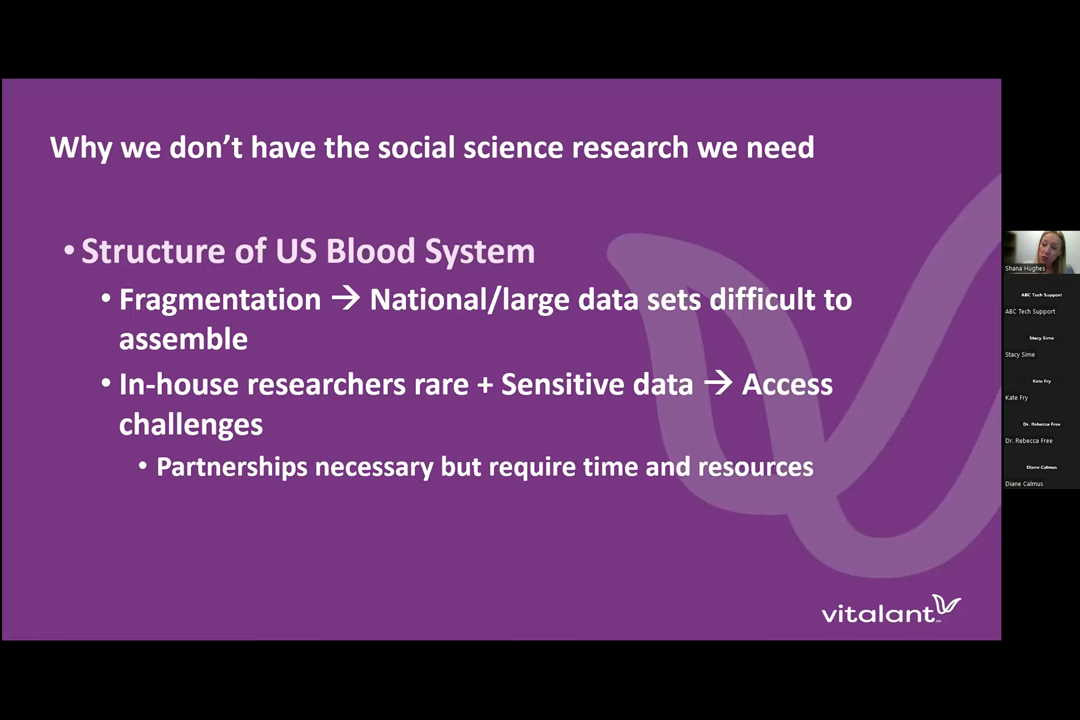 Why we don't have the social science research we need
• Structure of US Blood System
• Fragmentation → National/large data sets difficult to
assemble
• In-house researchers rare + Sensitive data → Access
challenges
• Partnerships necessary but require time and resources
vitalant
Shana Hughes
ABC Tech Support
ABC Tech Support
Stacy Sime
Stacy Sime
Kate Fry
Kate Fry
Dr. Rebecca Free
Dr. Rebecca Free
Diane Calmus
Diane Calmus